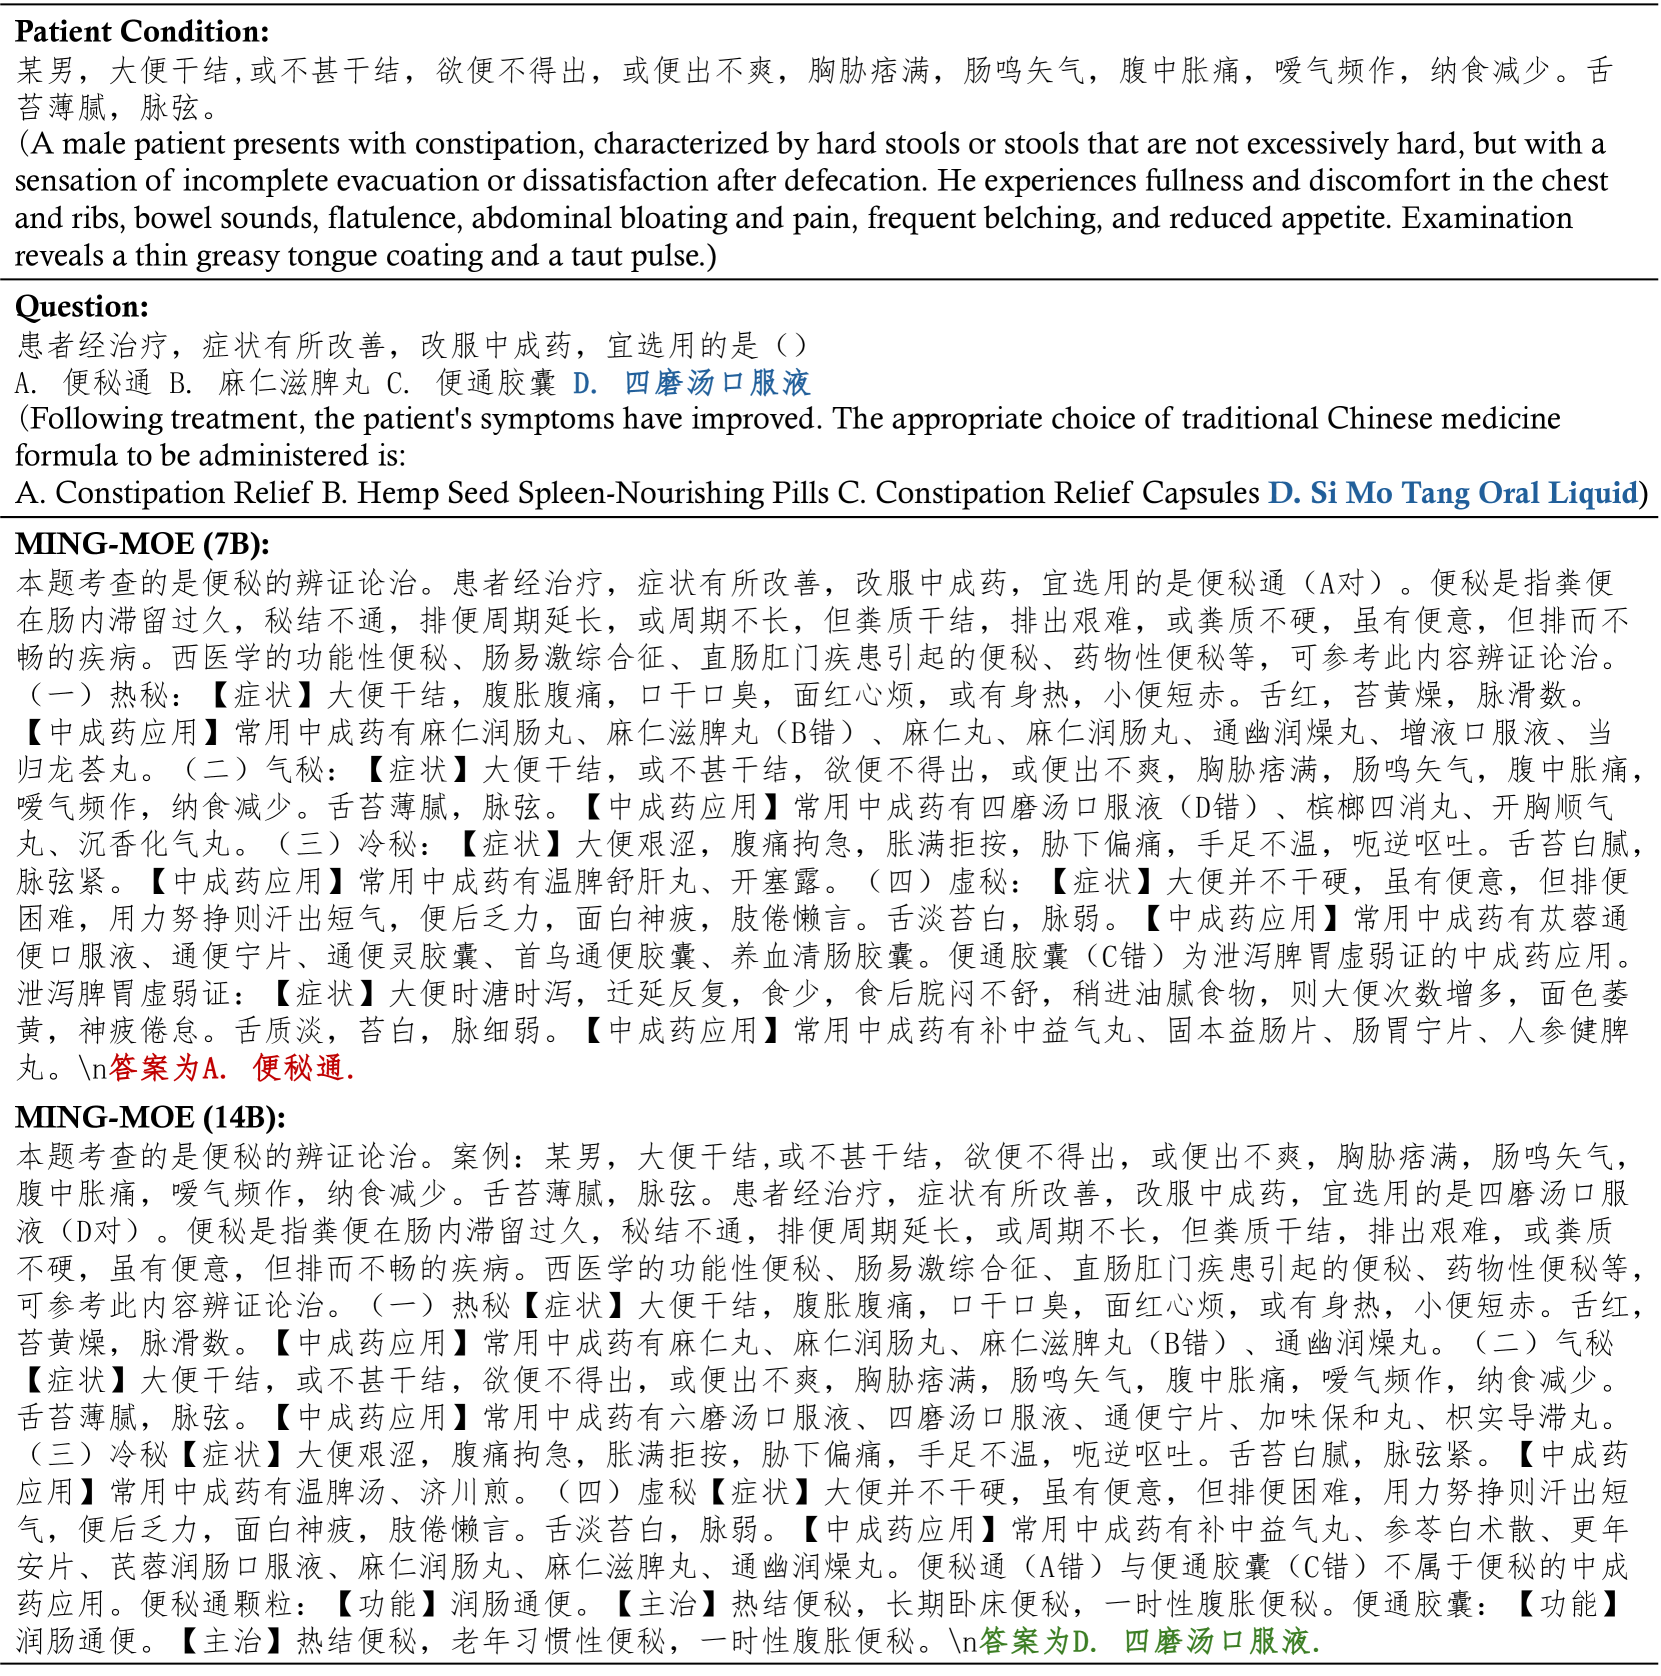 Patient Condition:
某男，大便干结,或不甚干结，欲便不得出，或便出不爽，胸胁痞满，肠鸣矢气，腹中胀痛，嗳气频作，纳食减少。舌
苔薄腻，脉弦。
(A male patient presents with constipation, characterized by hard stools or stools that are not excessively hard, but with a
sensation of incomplete evacuation or dissatisfaction after defecation. He experiences fullness and discomfort in the chest
and ribs, bowel sounds, flatulence, abdominal bloating and pain, frequent belching, and reduced appetite. Examination
reveals a thin greasy tongue coating and a taut pulse.)
Question:
患者经治疗，症状有所改善，改服中成药，宜选用的是（）
A. 便秘通 B. 麻仁滋脾丸 C. 便通胶囊 D. 四磨汤口服液
(Following treatment, the patient's symptoms have improved. The appropriate choice of traditional Chinese medicine
formula to be administered is:
A. Constipation Relief B. Hemp Seed Spleen-Nourishing Pills C. Constipation Relief Capsules D. Si Mo Tang Oral Liquid)
MING-MOE (7B):
本题考查的是便秘的辨证论治。患者经治疗，症状有所改善，改服中成药，宜选用的是便秘通（A对）。便秘是指粪便
在肠内滞留过久，秘结不通，排便周期延长，或周期不长，但粪质干结，排出艰难，或粪质不硬，虽有便意，但排而不
畅的疾病。西医学的功能性便秘、肠易激综合征、直肠肛门疾患引起的便秘、药物性便秘等，可参考此内容辨证论治。
（一）热秘：【症状】大便干结，腹胀腹痛，口干口臭，面红心烦，或有身热，小便短赤。舌红，苔黄燥，脉滑数。
【中成药应用】常用中成药有麻仁润肠丸、麻仁滋脾丸（B错）、麻仁丸、麻仁润肠丸、通幽润燥丸、增液口服液、当
归龙荟丸。（二）气秘：【症状】大便干结，或不甚干结，欲便不得出，或便出不爽，胸胁痞满，肠鸣矢气，腹中胀痛，
嗳气频作，纳食减少。舌苔薄腻，脉弦。【中成药应用】常用中成药有四磨汤口服液（D错）、槟榔四消丸、开胸顺气
丸、沉香化气丸。（三）冷秘：【症状】大便艰涩，腹痛拘急，胀满拒按，胁下偏痛，手足不温，呃逆呕吐。舌苔白腻，
脉弦紧。【中成药应用】常用中成药有温脾舒肝丸、开塞露。（四）虚秘：【症状】大便并不干硬，虽有便意，但排便
困难，用力努挣则汗出短气，便后乏力，面白神疲，肢倦懒言。舌淡苔白，脉弱。【中成药应用】常用中成药有苁蓉通
便口服液、通便宁片、通便灵胶囊、首乌通便胶囊、养血清肠胶囊。便通胶囊（C错）为泄泻脾胃虚弱证的中成药应用。
泄泻脾胃虚弱证：【症状】大便时溏时泻，迁延反复，食少，食后脘闷不舒，稍进油腻食物，则大便次数增多，面色萎
黄，神疲倦怠。舌质淡，苔白，脉细弱。【中成药应用】常用中成药有补中益气丸、固本益肠片、肠胃宁片、人参健脾
丸。\n答案为A. 便秘通.
MING-MOE (14B):
本题考查的是便秘的辨证论治。案例：某男，大便干结,或不甚干结，欲便不得出，或便出不爽，胸胁痞满，肠鸣矢气，
腹中胀痛，嗳气频作，纳食减少。舌苔薄腻，脉弦。患者经治疗，症状有所改善，改服中成药，宜选用的是四磨汤口服
液（D对）。便秘是指粪便在肠内滞留过久，秘结不通，排便周期延长，或周期不长，但粪质干结，排出艰难，或粪质
不硬，虽有便意，但排而不畅的疾病。西医学的功能性便秘、肠易激综合征、直肠肛门疾患引起的便秘、药物性便秘等，
可参考此内容辨证论治。（一）热秘【症状】大便干结，腹胀腹痛，口干口臭，面红心烦，或有身热，小便短赤。舌红，
苔黄燥，脉滑数。【中成药应用】常用中成药有麻仁丸、麻仁润肠丸、麻仁滋脾丸（B错）、通幽润燥丸。（二）气秘
【症状】大便干结，或不甚干结，欲便不得出，或便出不爽，胸胁痞满，肠鸣矢气，腹中胀痛，嗳气频作，纳食减少。
舌苔薄腻，脉弦。【中成药应用】常用中成药有六磨汤口服液、四磨汤口服液、通便宁片、加味保和丸、枳实导滞丸。
（三）冷秘【症状】大便艰涩，腹痛拘急，胀满拒按，胁下偏痛，手足不温，呃逆呕吐。舌苔白腻，脉弦紧。【中成药
应用】常用中成药有温脾汤、济川煎。（四）虚秘【症状】大便并不干硬，虽有便意，但排便困难，用力努挣则汗出短
气，便后乏力，面白神疲，肢倦懒言。舌淡苔白，脉弱。【中成药应用】常用中成药有补中益气丸、参苓白术散、更年
安片、芪蓉润肠口服液、麻仁润肠丸、麻仁滋脾丸、通幽润燥丸。便秘通（A错）与便通胶囊（C错）不属于便秘的中成
药应用。便秘通颗粒：【功能】润肠通便。【主治】热结便秘，长期卧床便秘，一时性腹胀便秘。便通胶囊：【功能】
润肠通便。【主治】热结便秘，老年习惯性便秘，一时性腹胀便秘。\n答案为D. 四磨汤口服液.